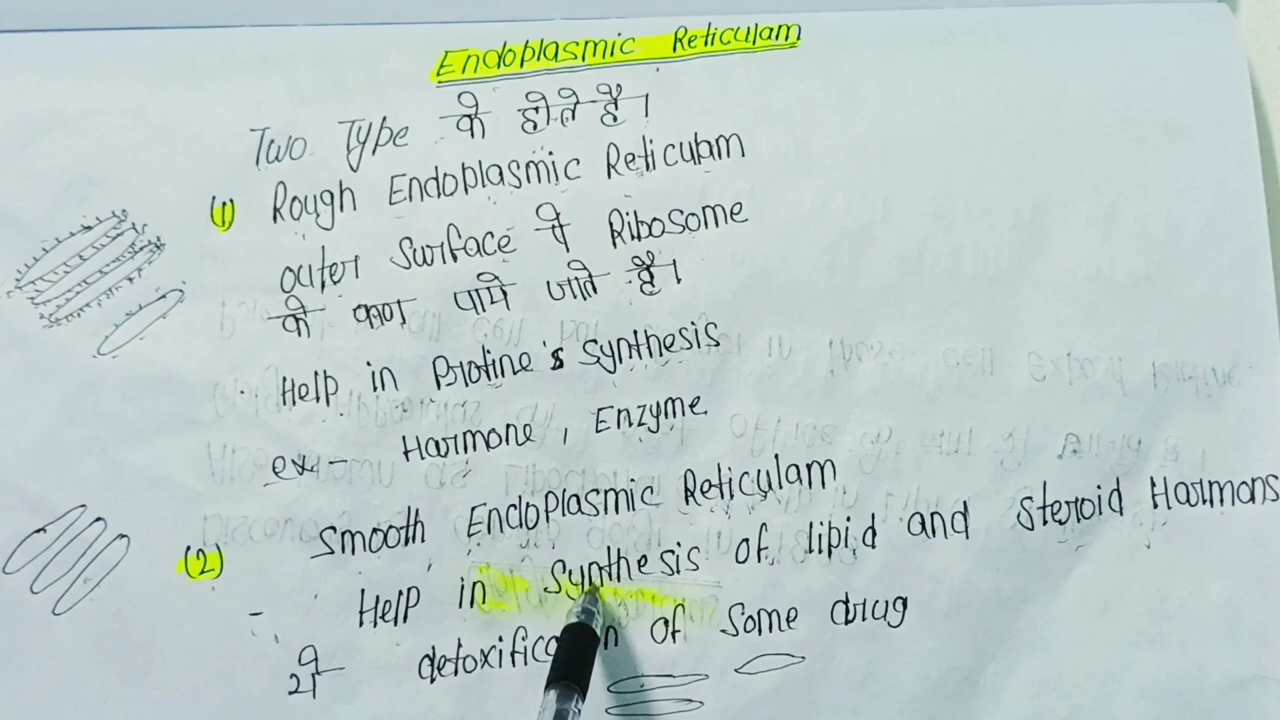 Endoplasmic Reticulam
Two Type के होते है।
(1) Rough Endoplasmic Reticulam
outer surface पे Ribosome
के कण पाये जाते है।
Help in Protine's synthesis
ex:- Harmone, Enzyme
(2) Smooth Endoplasmic Reticulam
- Help in synthesis of lipid and steroid Harmons
of some drug